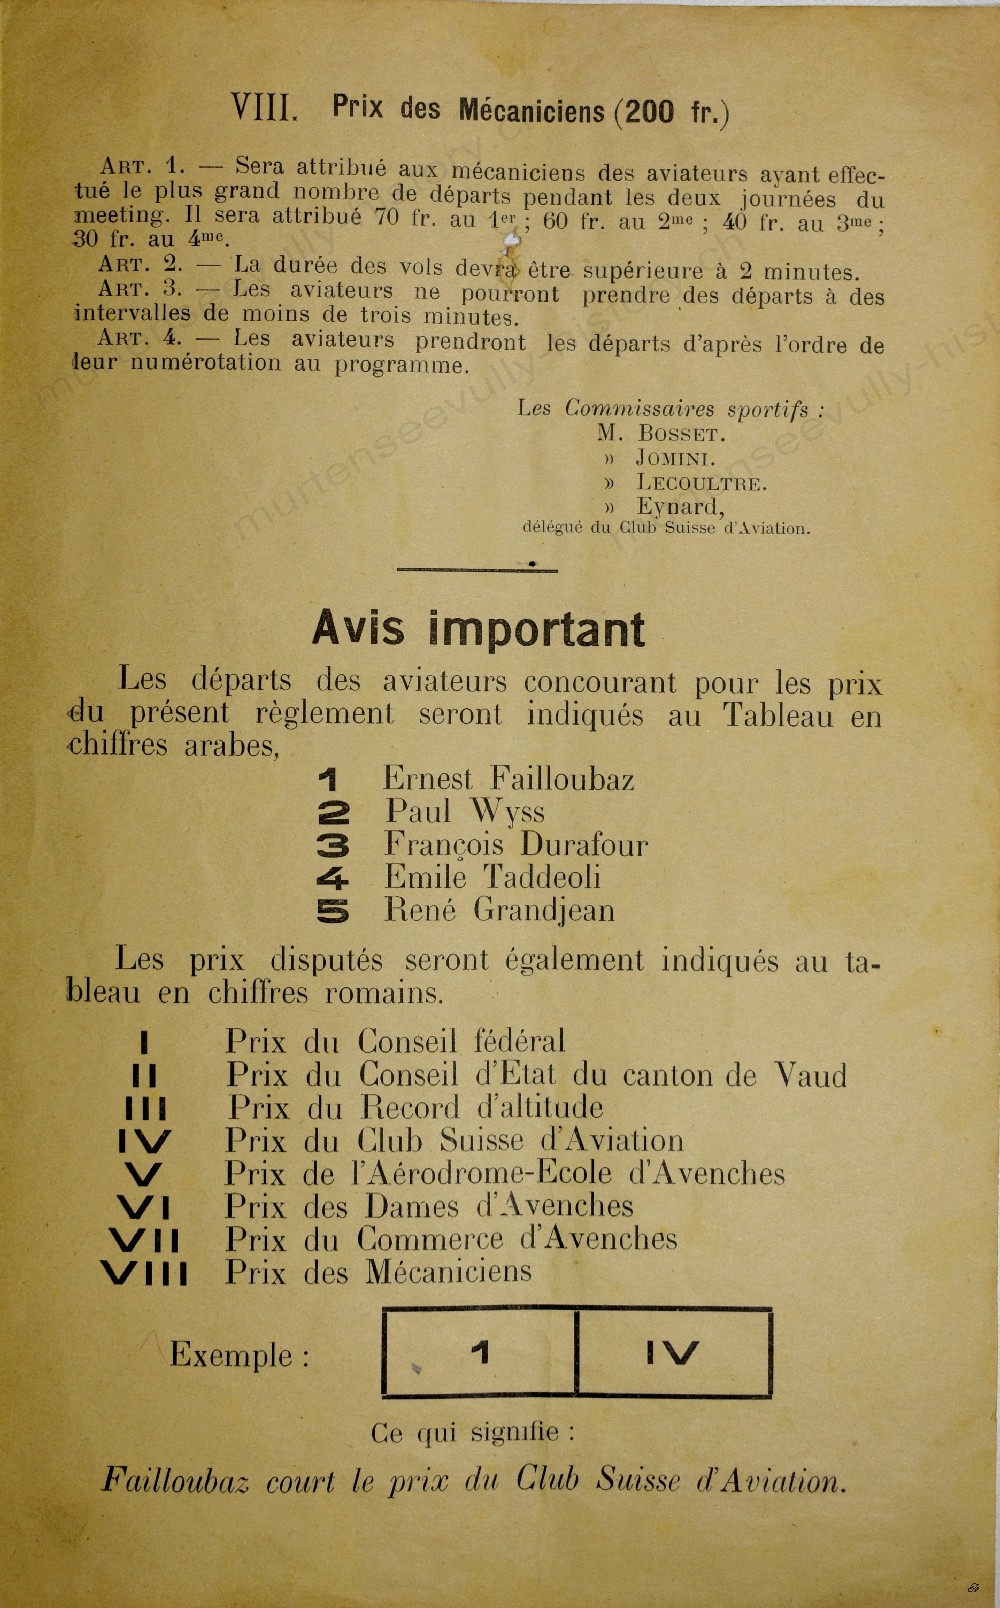 VIII. Prix des Mécaniciens (200 fr.)
ART. 1. — Sera attribué aux mécaniciens des aviateurs ayant effec-
tué le plus grand nombre de départs pendant les deux journées du
meeting. Il sera attribué 70 fr. au 1er ; 60 fr. au 2me ; 40 fr. au 3me ;
30 fr. au 4me.
ART. 2. — La durée des vols devra être supérieure à 2 minutes.
ART. 3. — Les aviateurs ne pourront prendre des départs à des
intervalles de moins de trois minutes.
ART. 4. — Les aviateurs prendront les départs d'après l'ordre de
leur numérotation au programme.
Les Commissaires sportifs :
M. BOSSET.
» JOMINI.
» LECOULTRE.
» Eynard,
délégué du Club Suisse d'Aviation.
Avis important
Les départs des aviateurs concourant pour les prix
du présent règlement seront indiqués au Tableau en
chiffres arabes,
1 Ernest Failloubaz
2 Paul Wyss
3 François Durafour
4 Emile Taddeoli
5 René Grandjean
Les prix disputés seront également indiqués au ta-
bleau en chiffres romains.
I Prix du Conseil fédéral
II Prix du Conseil d'Etat du canton de Vaud
III Prix du Record d'altitude
IV Prix du Club Suisse d'Aviation
V Prix de l'Aérodrome-Ecole d'Avenches
VI Prix des Dames d'Avenches
VII Prix du Commerce d'Avenches
VIII Prix des Mécaniciens
Exemple : 1 IV
Ce qui signifie :
Failloubaz court le prix du Club Suisse d'Aviation.